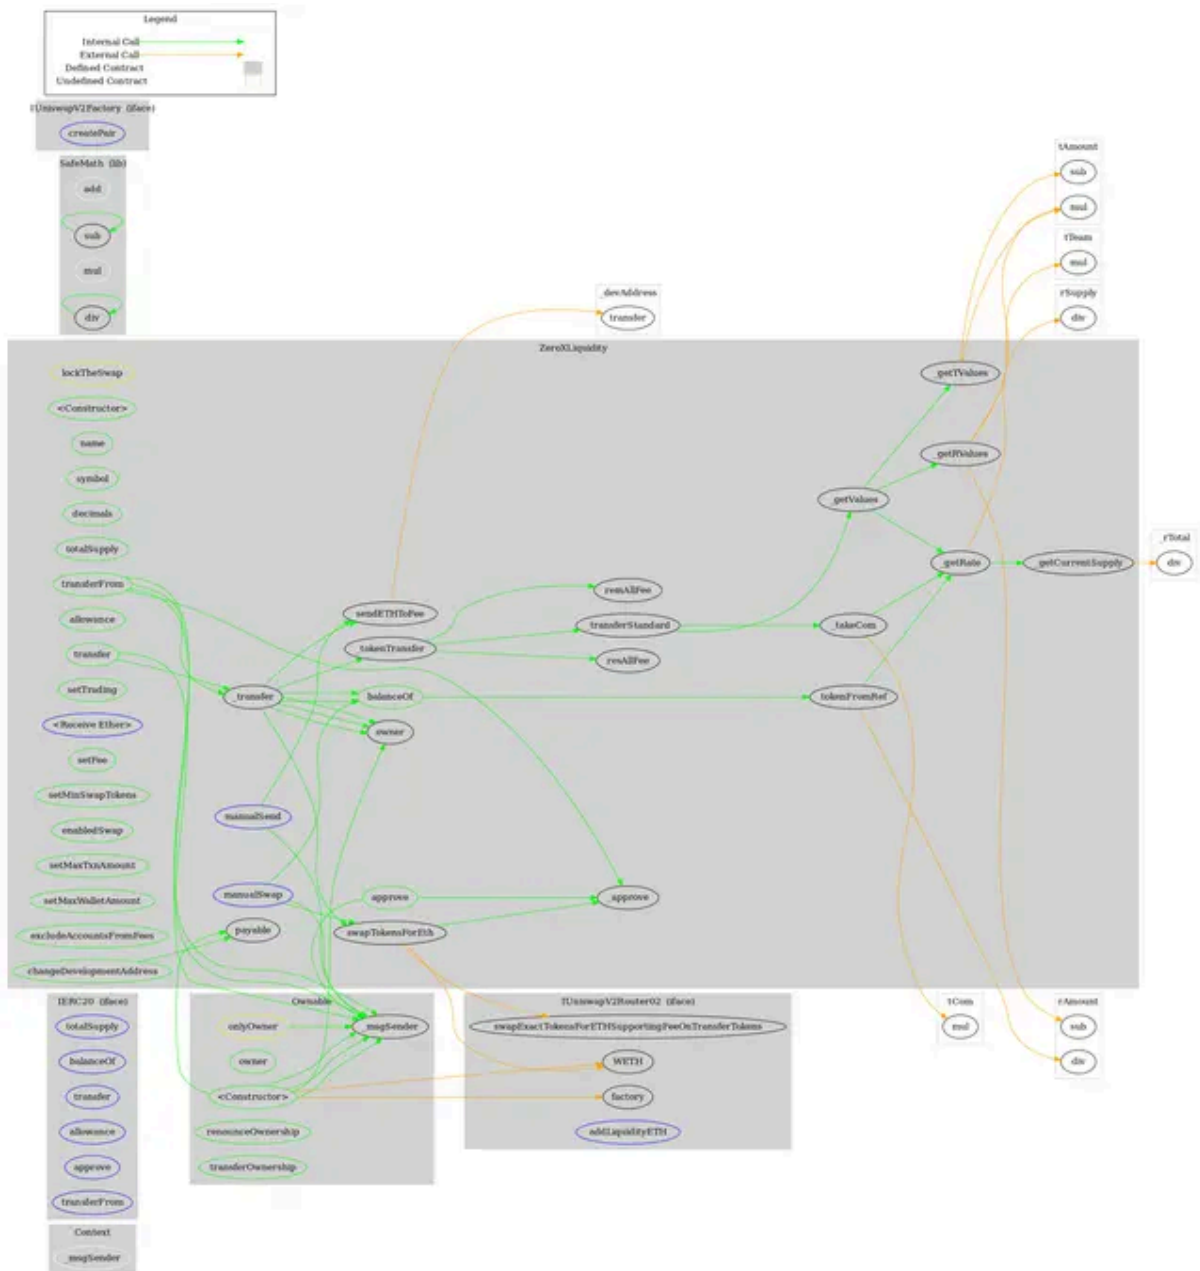 Legend
Internal Call
External Call
Defined Contract
Undefined Contract
IUniswapV2Factory (iface)
createPair
SafeMath (lib)
add
sub
mul
div
tAmount
sub
mul
tTeam
mul
rSupply
div
_devAddress
transfer
ZeroXLiquidity
lockTheSwap
<Constructor>
name
symbol
decimals
totalSupply
transferFrom
allowance
transfer
setTrading
<Receive Ether>
setFee
setMinSwapTokens
enabledSwap
setMaxTxnAmount
setMaxWalletAmount
excludeAccountsFromFees
changeDevelopmentAddress
_transfer
manualSend
manualSwap
payable
sendETHToFee
_tokenTransfer
balanceOf
_owner
approve
swapTokensForEth
remAllFee
_transferStandard
resAllFee
_approve
_getValues
_takeCom
tokenFromRef
_getTValues
_getRValues
_getRate
_getCurrentSupply
_rTotal
div
IERC20 (iface)
totalSupply
balanceOf
transfer
allowance
approve
transferFrom
Context
_msgSender
Ownable
onlyOwner
owner
<Constructor>
renounceOwnership
transferOwnership
_msgSender
IUniswapV2Router02 (iface)
swapExactTokensForETHSupportingFeeOnTransferTokens
WETH
factory
addLiquidityETH
tCom
mul
rAmount
sub
div